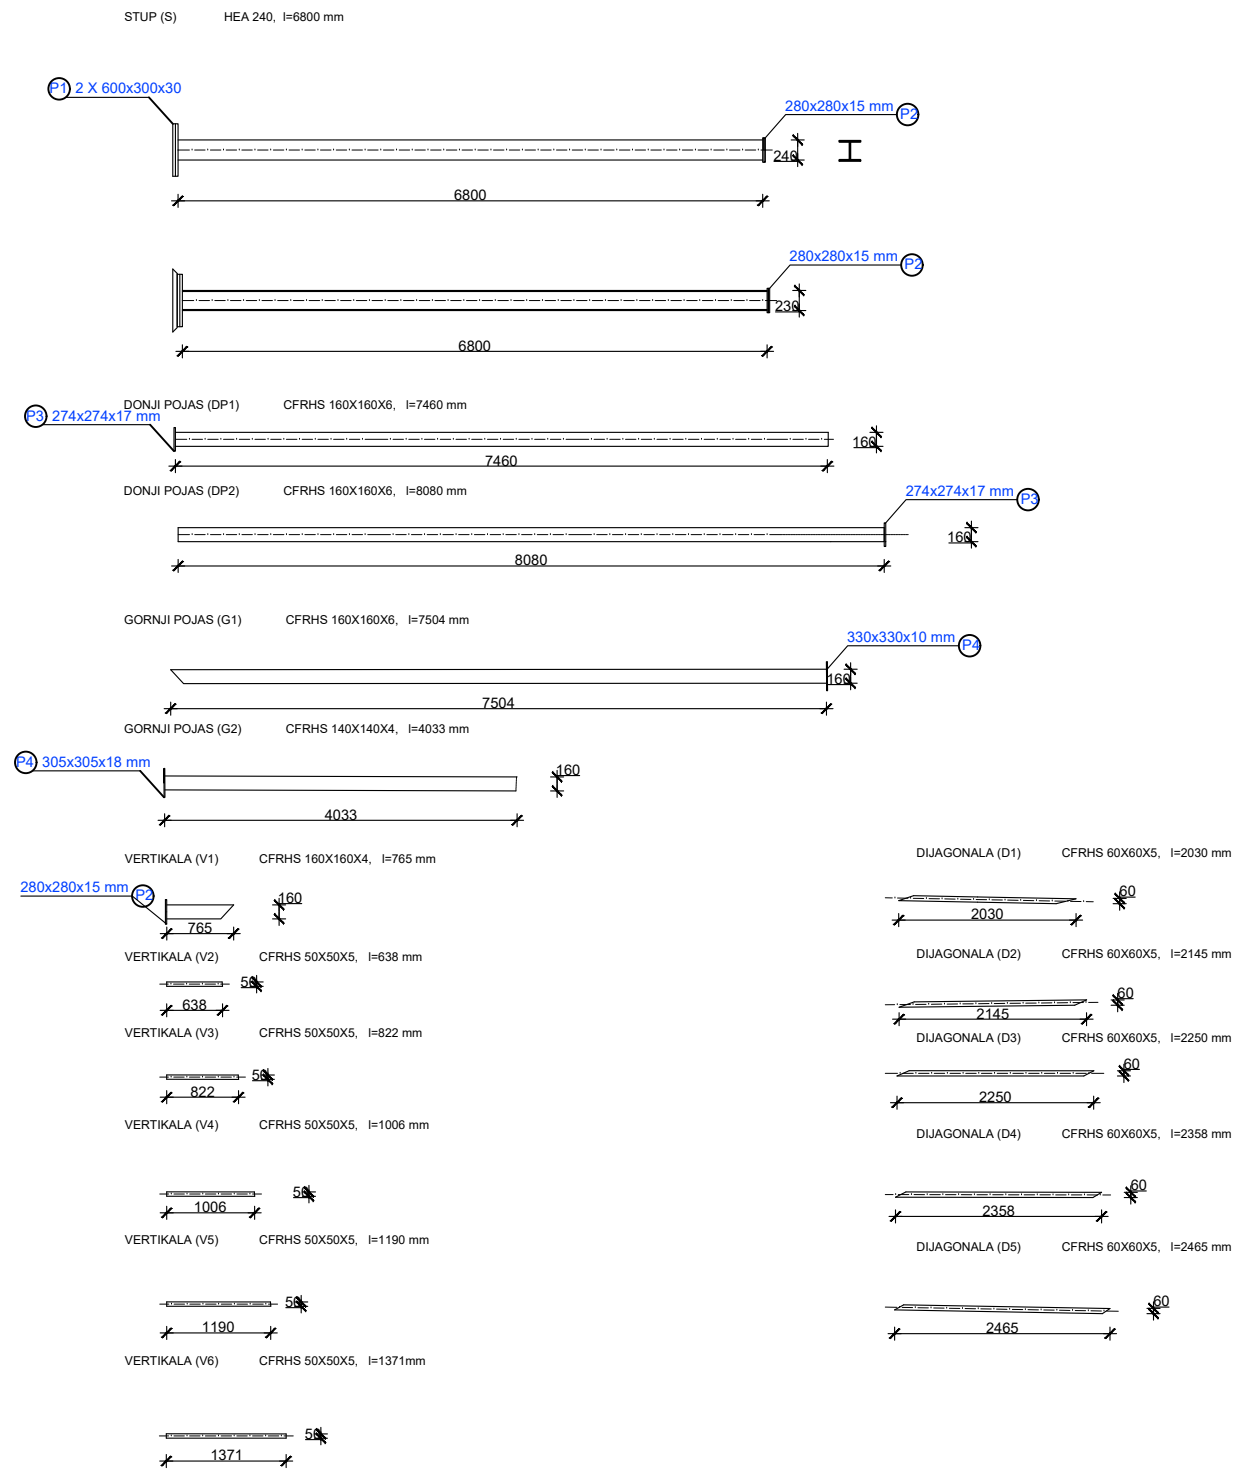 STUP (S) HEA 240, l=6800 mm
P1 2 X 600x300x30
280x280x15 mm P2
240
6800
280x280x15 mm P2
230
6800
DONJI POJAS (DP1) CFRHS 160X160X6, l=7460 mm
P3 274x274x17 mm
160
7460
DONJI POJAS (DP2) CFRHS 160X160X6, l=8080 mm
274x274x17 mm P3
160
8080
GORNJI POJAS (G1) CFRHS 160X160X6, l=7504 mm
330x330x10 mm P4
160
7504
GORNJI POJAS (G2) CFRHS 140X140X4, l=4033 mm
P4 305x305x18 mm
160
4033
VERTIKALA (V1) CFRHS 160X160X4, l=765 mm
280x280x15 mm P2
160
765
VERTIKALA (V2) CFRHS 50X50X5, l=638 mm
50
638
VERTIKALA (V3) CFRHS 50X50X5, l=822 mm
50
822
VERTIKALA (V4) CFRHS 50X50X5, l=1006 mm
50
1006
VERTIKALA (V5) CFRHS 50X50X5, l=1190 mm
50
1190
VERTIKALA (V6) CFRHS 50X50X5, l=1371mm
50
1371
DIJAGONALA (D1) CFRHS 60X60X5, l=2030 mm
60
2030
DIJAGONALA (D2) CFRHS 60X60X5, l=2145 mm
60
2145
DIJAGONALA (D3) CFRHS 60X60X5, l=2250 mm
60
2250
DIJAGONALA (D4) CFRHS 60X60X5, l=2358 mm
60
2358
DIJAGONALA (D5) CFRHS 60X60X5, l=2465 mm
60
2465